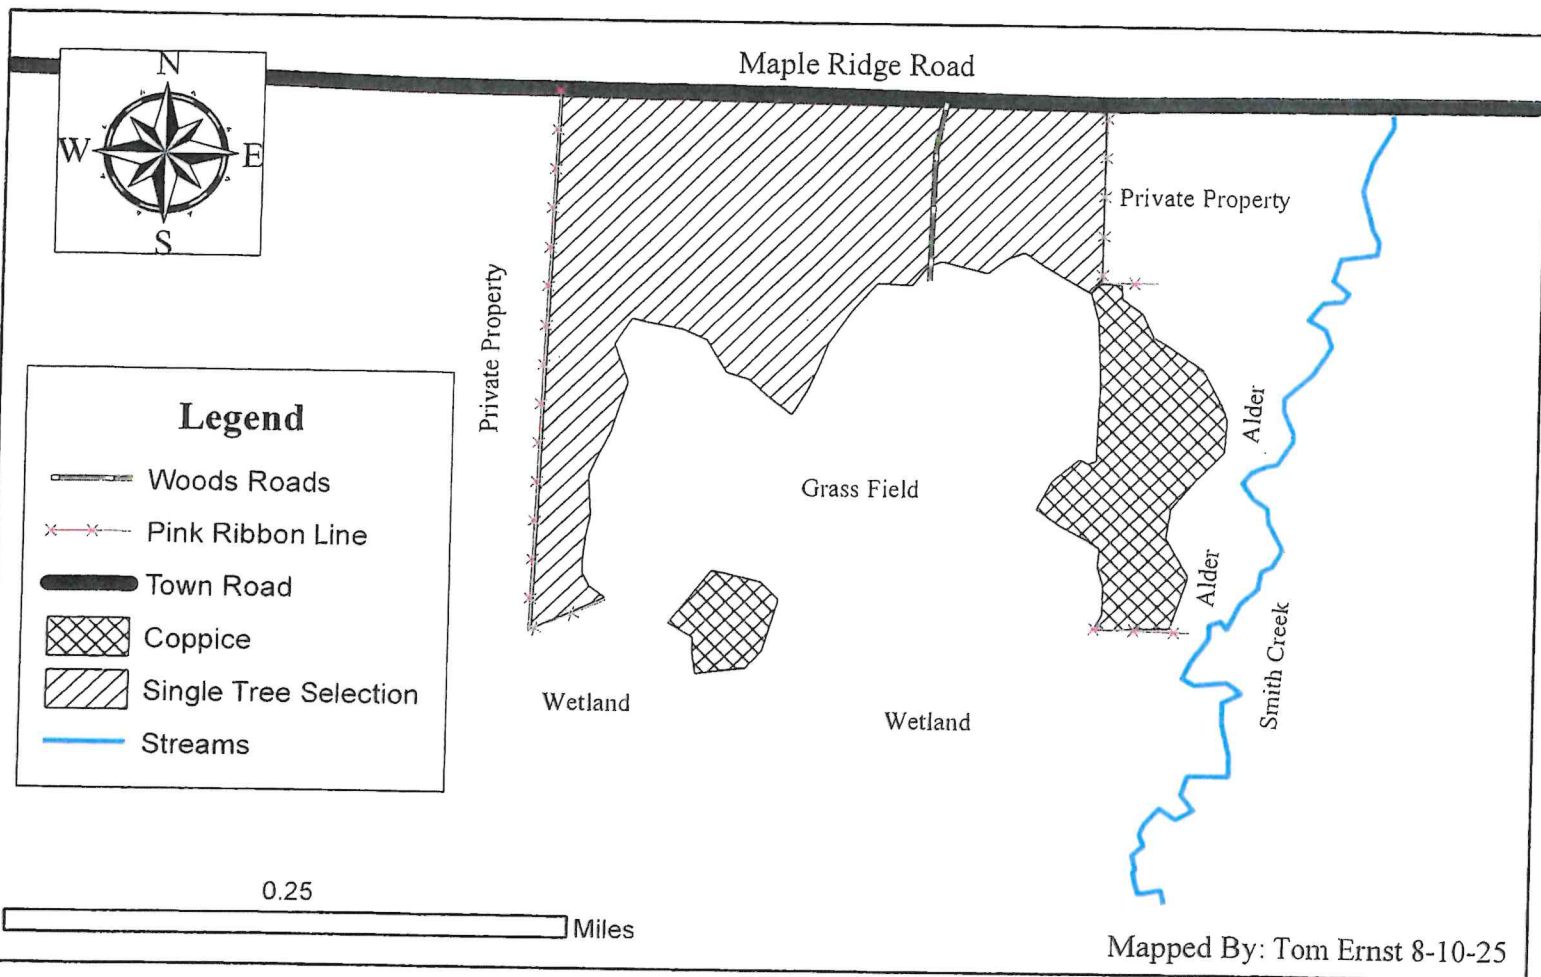 Maple Ridge Road
N
W E
S
Private Property
Private Property
Legend
Woods Roads
Pink Ribbon Line
Town Road
Coppice
Single Tree Selection
Streams
Alder
Grass Field
Alder
Smith Creek
Wetland
Wetland
0.25
Miles
Mapped By: Tom Ernst 8-10-25